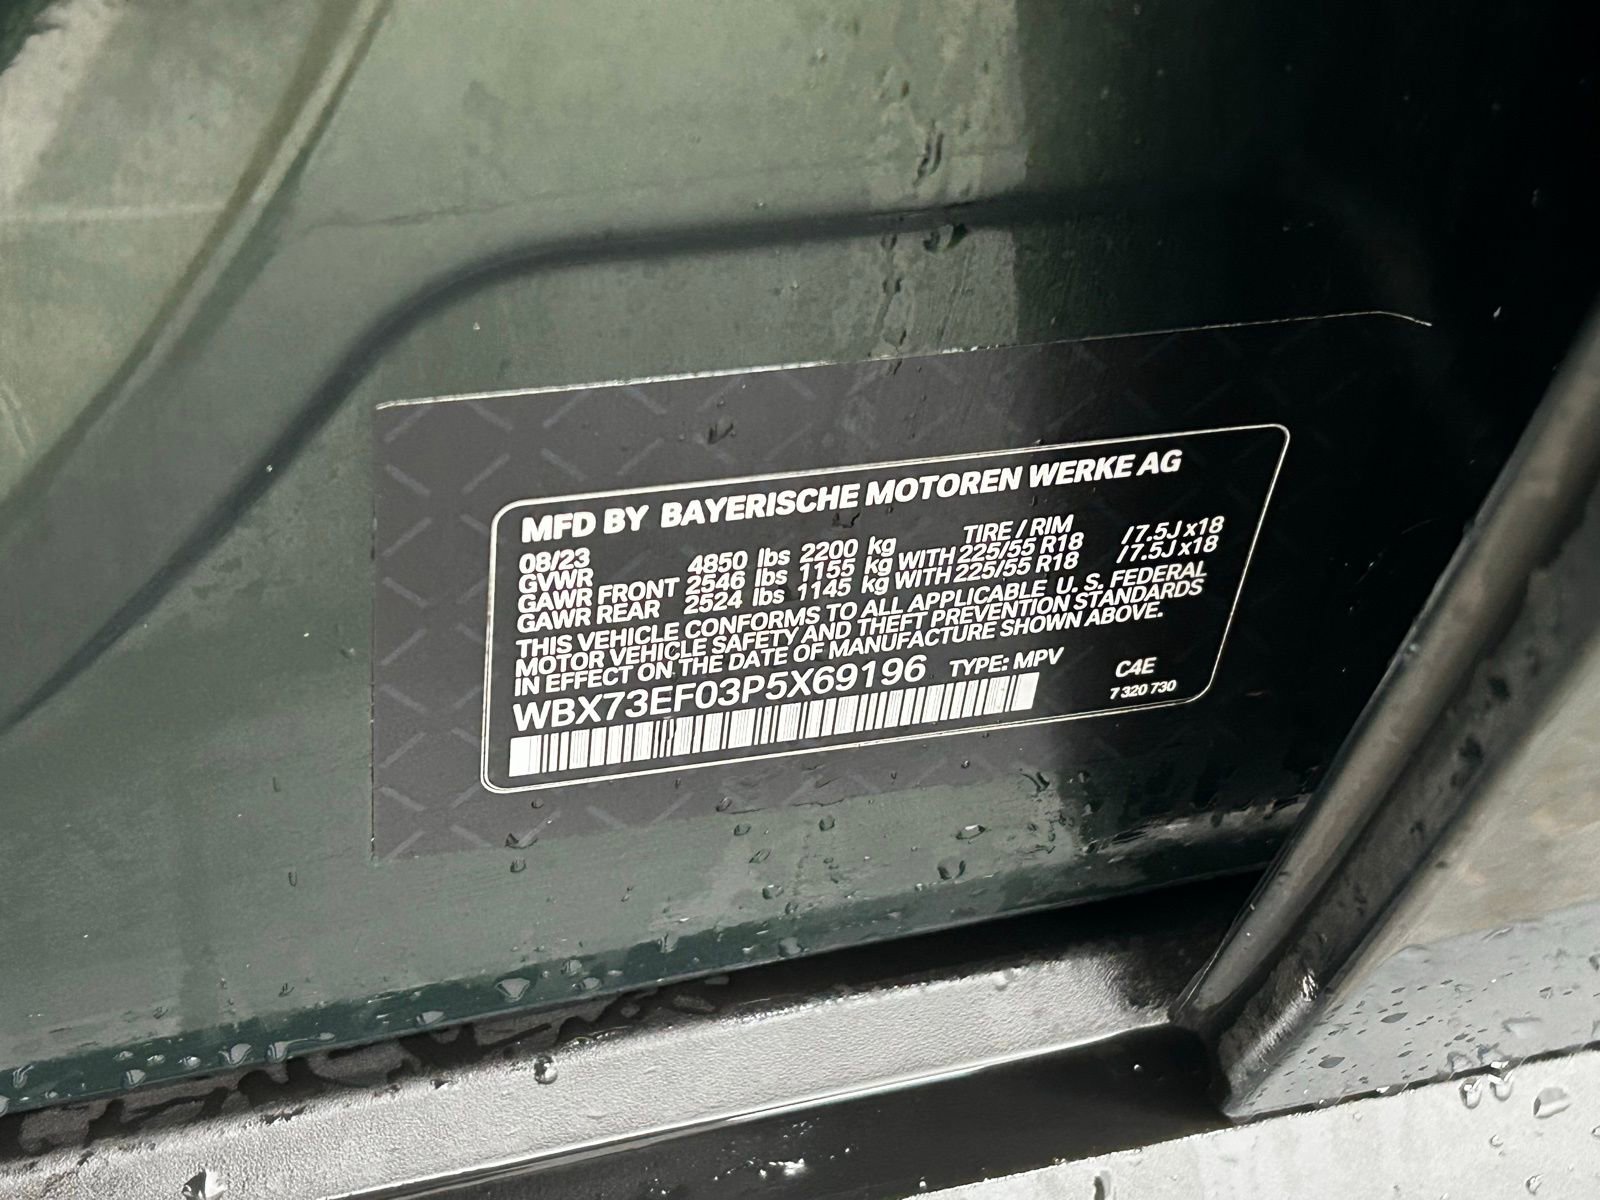 MFD BY BAYERISCHE MOTOREN WERKE AG
08/23 TIRE / RIM
GVWR 4850 lbs 2200 kg
GAWR FRONT 2546 lbs 1155 kg WITH 225/55 R18 /7.5J x18
GAWR REAR 2524 lbs 1145 kg WITH 225/55 R18 /7.5J x18
THIS VEHICLE CONFORMS TO ALL APPLICABLE U. S. FEDERAL
MOTOR VEHICLE SAFETY AND THEFT PREVENTION STANDARDS
IN EFFECT ON THE DATE OF MANUFACTURE SHOWN ABOVE.
WBX73EF03P5X69196 TYPE: MPV C4E
7 320 730